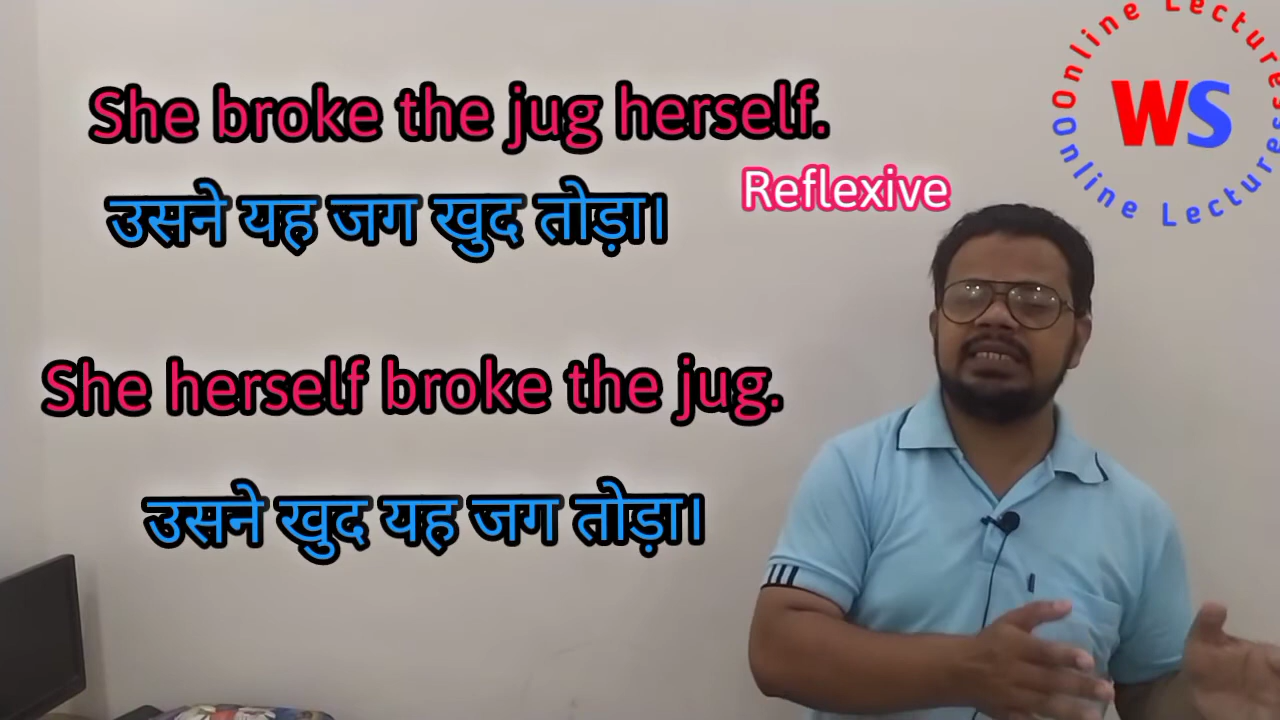 She broke the jug herself.
उसने यह जग खुद तोड़ा।
Reflexive
She herself broke the jug.
उसने खुद यह जग तोड़ा।
Online Lectures
WS
Online Lectures